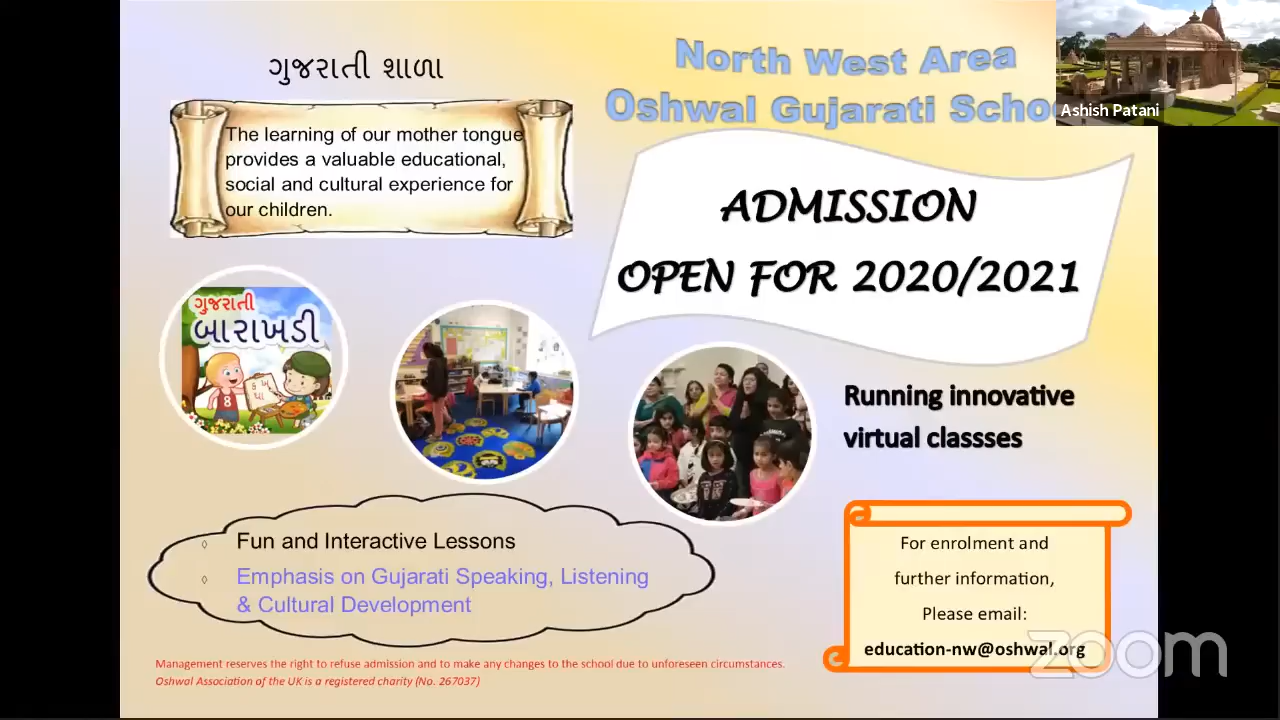 ગુજરાતી શાળા
The learning of our mother tongue
provides a valuable educational,
social and cultural experience for
our children.
North West Area
Oshwal Gujarati Schoo
Ashish Patani
ADMISSION
OPEN FOR 2020/2021
ગુજરાતી
બારાખડી
8
Running innovative
virtual classses
◊ Fun and Interactive Lessons
◊ Emphasis on Gujarati Speaking, Listening
& Cultural Development
For enrolment and
further information,
Please email:
education-nw@oshwal.org
zoom
Management reserves the right to refuse admission and to make any changes to the school due to unforeseen circumstances.
Oshwal Association of the UK is a registered charity (No. 267037)